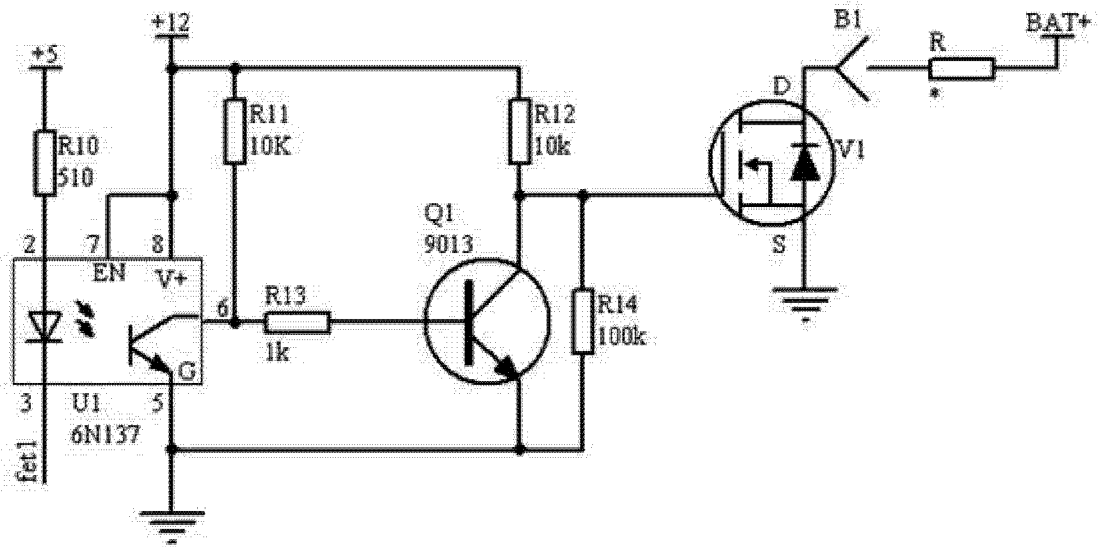 +12
B1
BAT+
+5
R
*
D
R10
510
R11
10K
R12
10k
V1
Q1
9013
S
2
7
8
EN
V+
6
R13
1k
R14
100k
G
3
U1
5
6N137
fet1